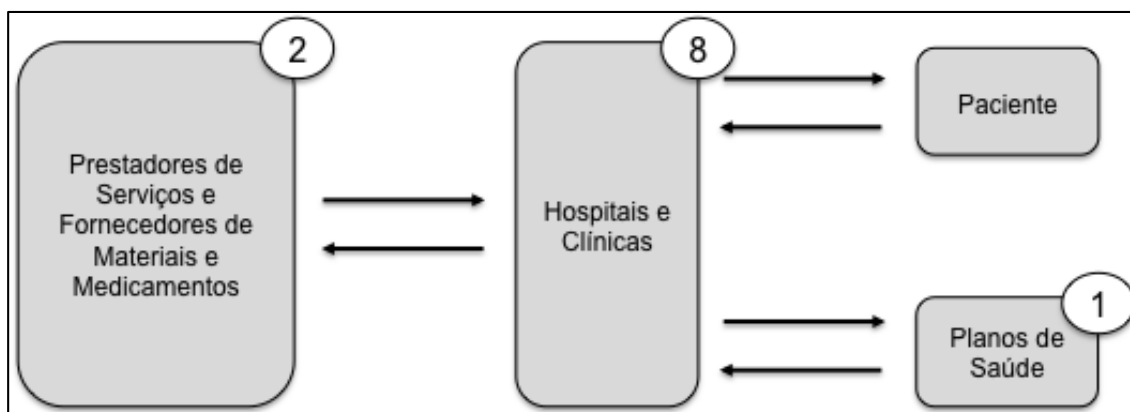 2
Prestadores de
Serviços e
Fornecedores de
Materiais e
Medicamentos
8
Hospitais e
Clínicas
Paciente
1
Planos de
Saúde